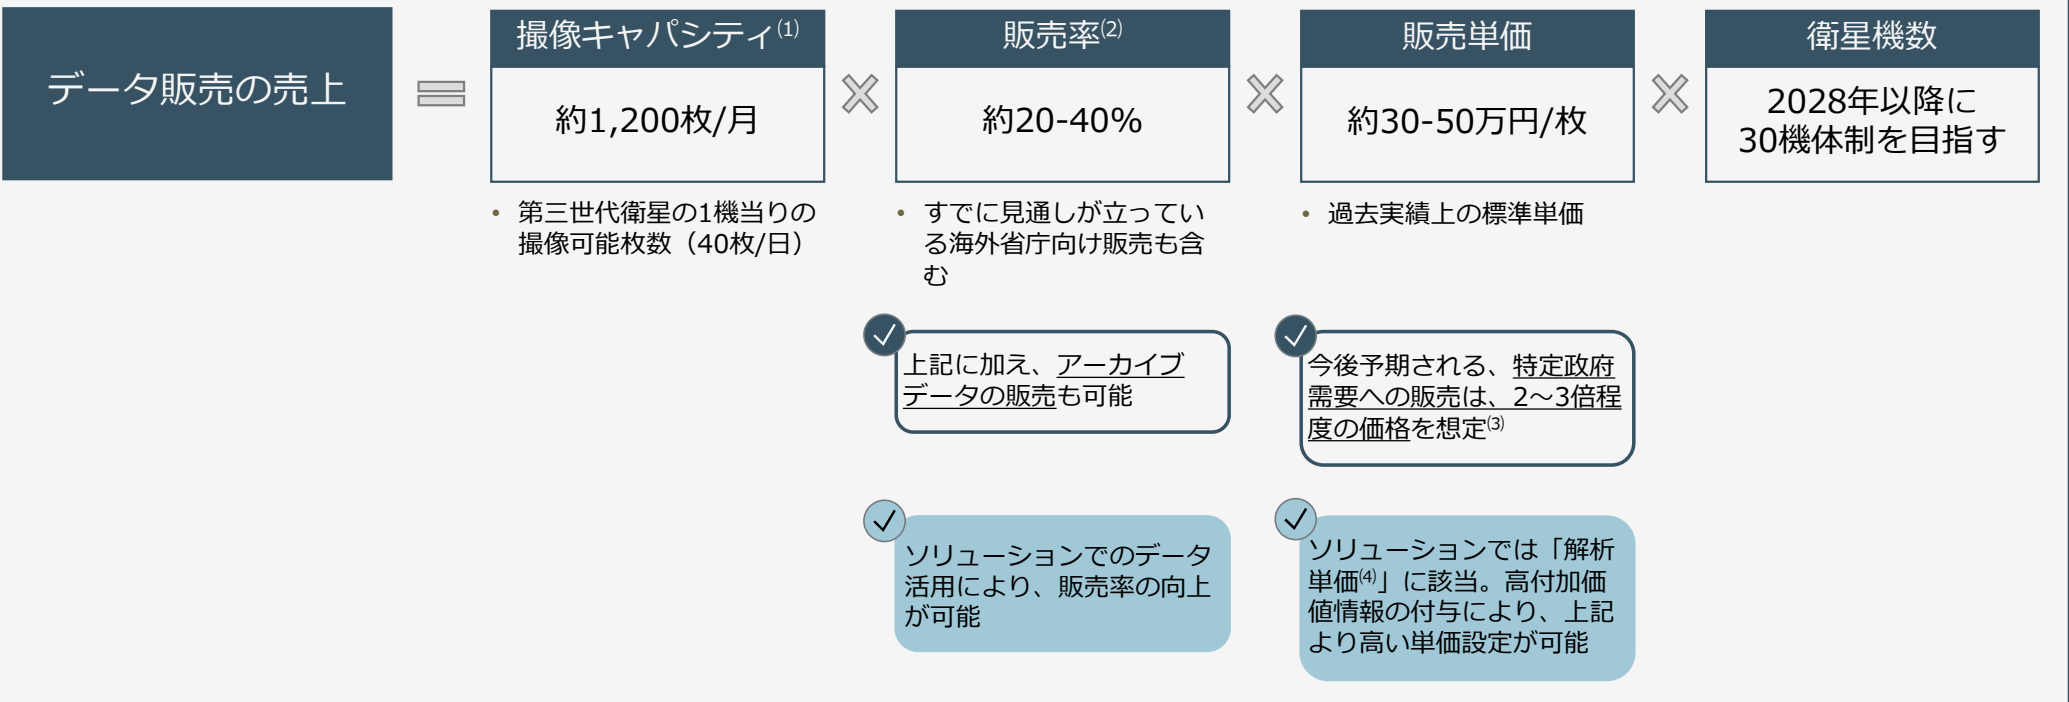 データ販売の売上
撮像キャパシティ(1)
約1,200枚/月
• 第三世代衛星の1機当りの
撮像可能枚数（40枚/日）
販売率(2)
約20-40%
• すでに見通しが立ってい
る海外省庁向け販売も含
む
上記に加え、アーカイブ
データの販売も可能
ソリューションでのデータ
活用により、販売率の向上
が可能
販売単価
約30-50万円/枚
• 過去実績上の標準単価
今後予期される、特定政府
需要への販売は、2～3倍程
度の価格を想定(3)
ソリューションでは「解析
単価(4)」に該当。高付加価
値情報の付与により、上記
より高い単価設定が可能
衛星機数
2028年以降に
30機体制を目指す